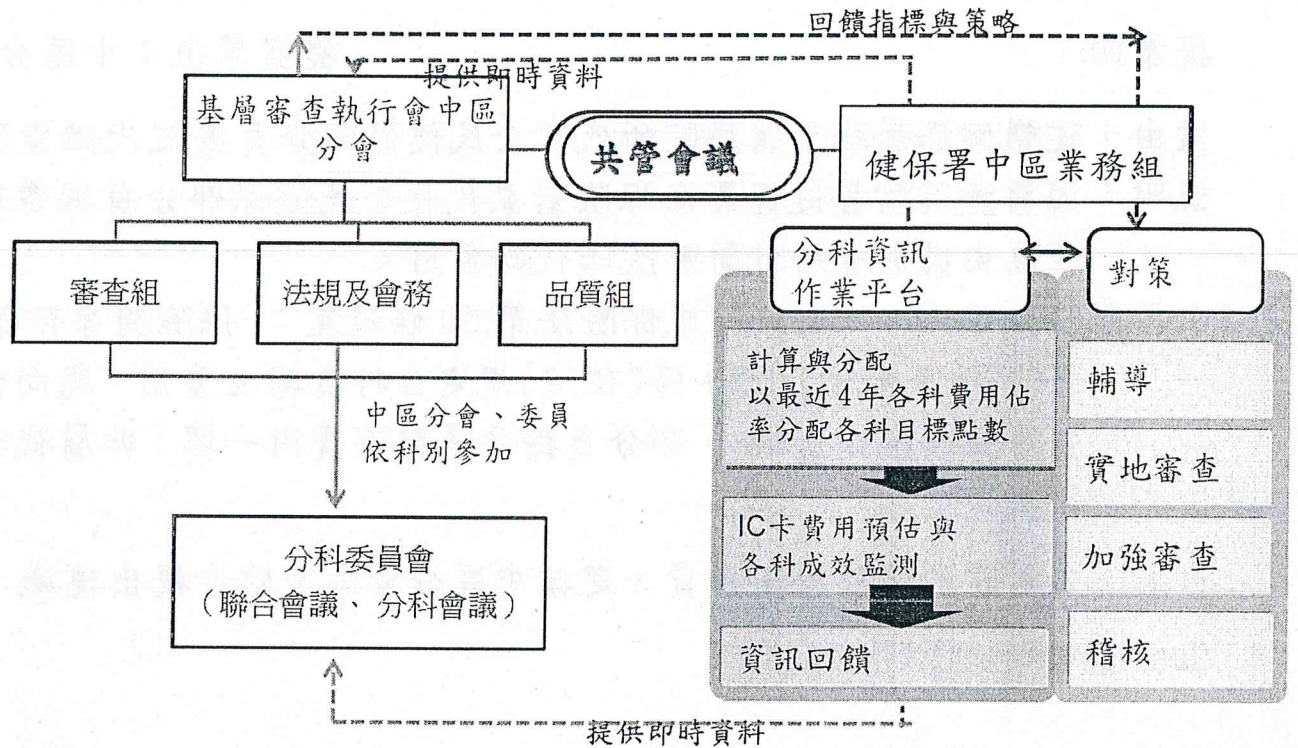 回饋指標與策略
提供即時資料
基層審查執行會中區
分會
共管會議
健保署中區業務組
審查組
法規及會務
品質組
分科資訊
作業平台
對策
計算與分配
以最近4年各科費用佔
率分配各科目標點數
輔導
實地審查
中區分會、委員
依科別參加
IC卡費用預估與
各科成效監測
加強審查
分科委員會
（聯合會議、分科會議）
資訊回饋
稽核
提供即時資料